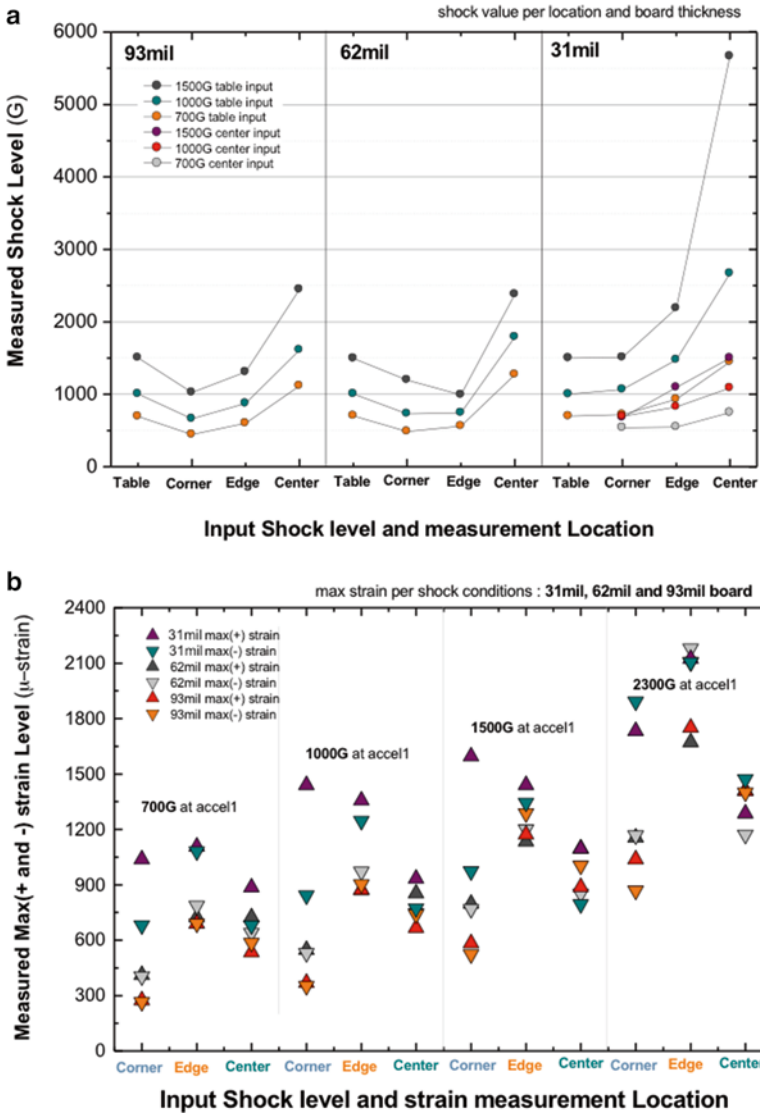 a
shock value per location and board thickness
6000
5000
4000
3000
2000
1000
0
Measured Shock Level (G)
93mil
62mil
31mil
1500G table input
1000G table input
700G table input
1500G center input
1000G center input
700G center input
Table Corner Edge Center Table Corner Edge Center Table Corner Edge Center
Input Shock level and measurement Location
b
max strain per shock conditions : 31mil, 62mil and 93mil board
2400
2100
1800
1500
1200
900
600
300
0
Measured Max(+ and -) strain Level (μ–strain)
31mil max(+) strain
31mil max(-) strain
62mil max(+) strain
62mil max(-) strain
93mil max(+) strain
93mil max(-) strain
700G at accel1
1000G at accel1
1500G at accel1
2300G at accel1
Corner Edge Center Corner Edge Center Corner Edge Center Corner Edge Center
Input Shock level and strain measurement Location